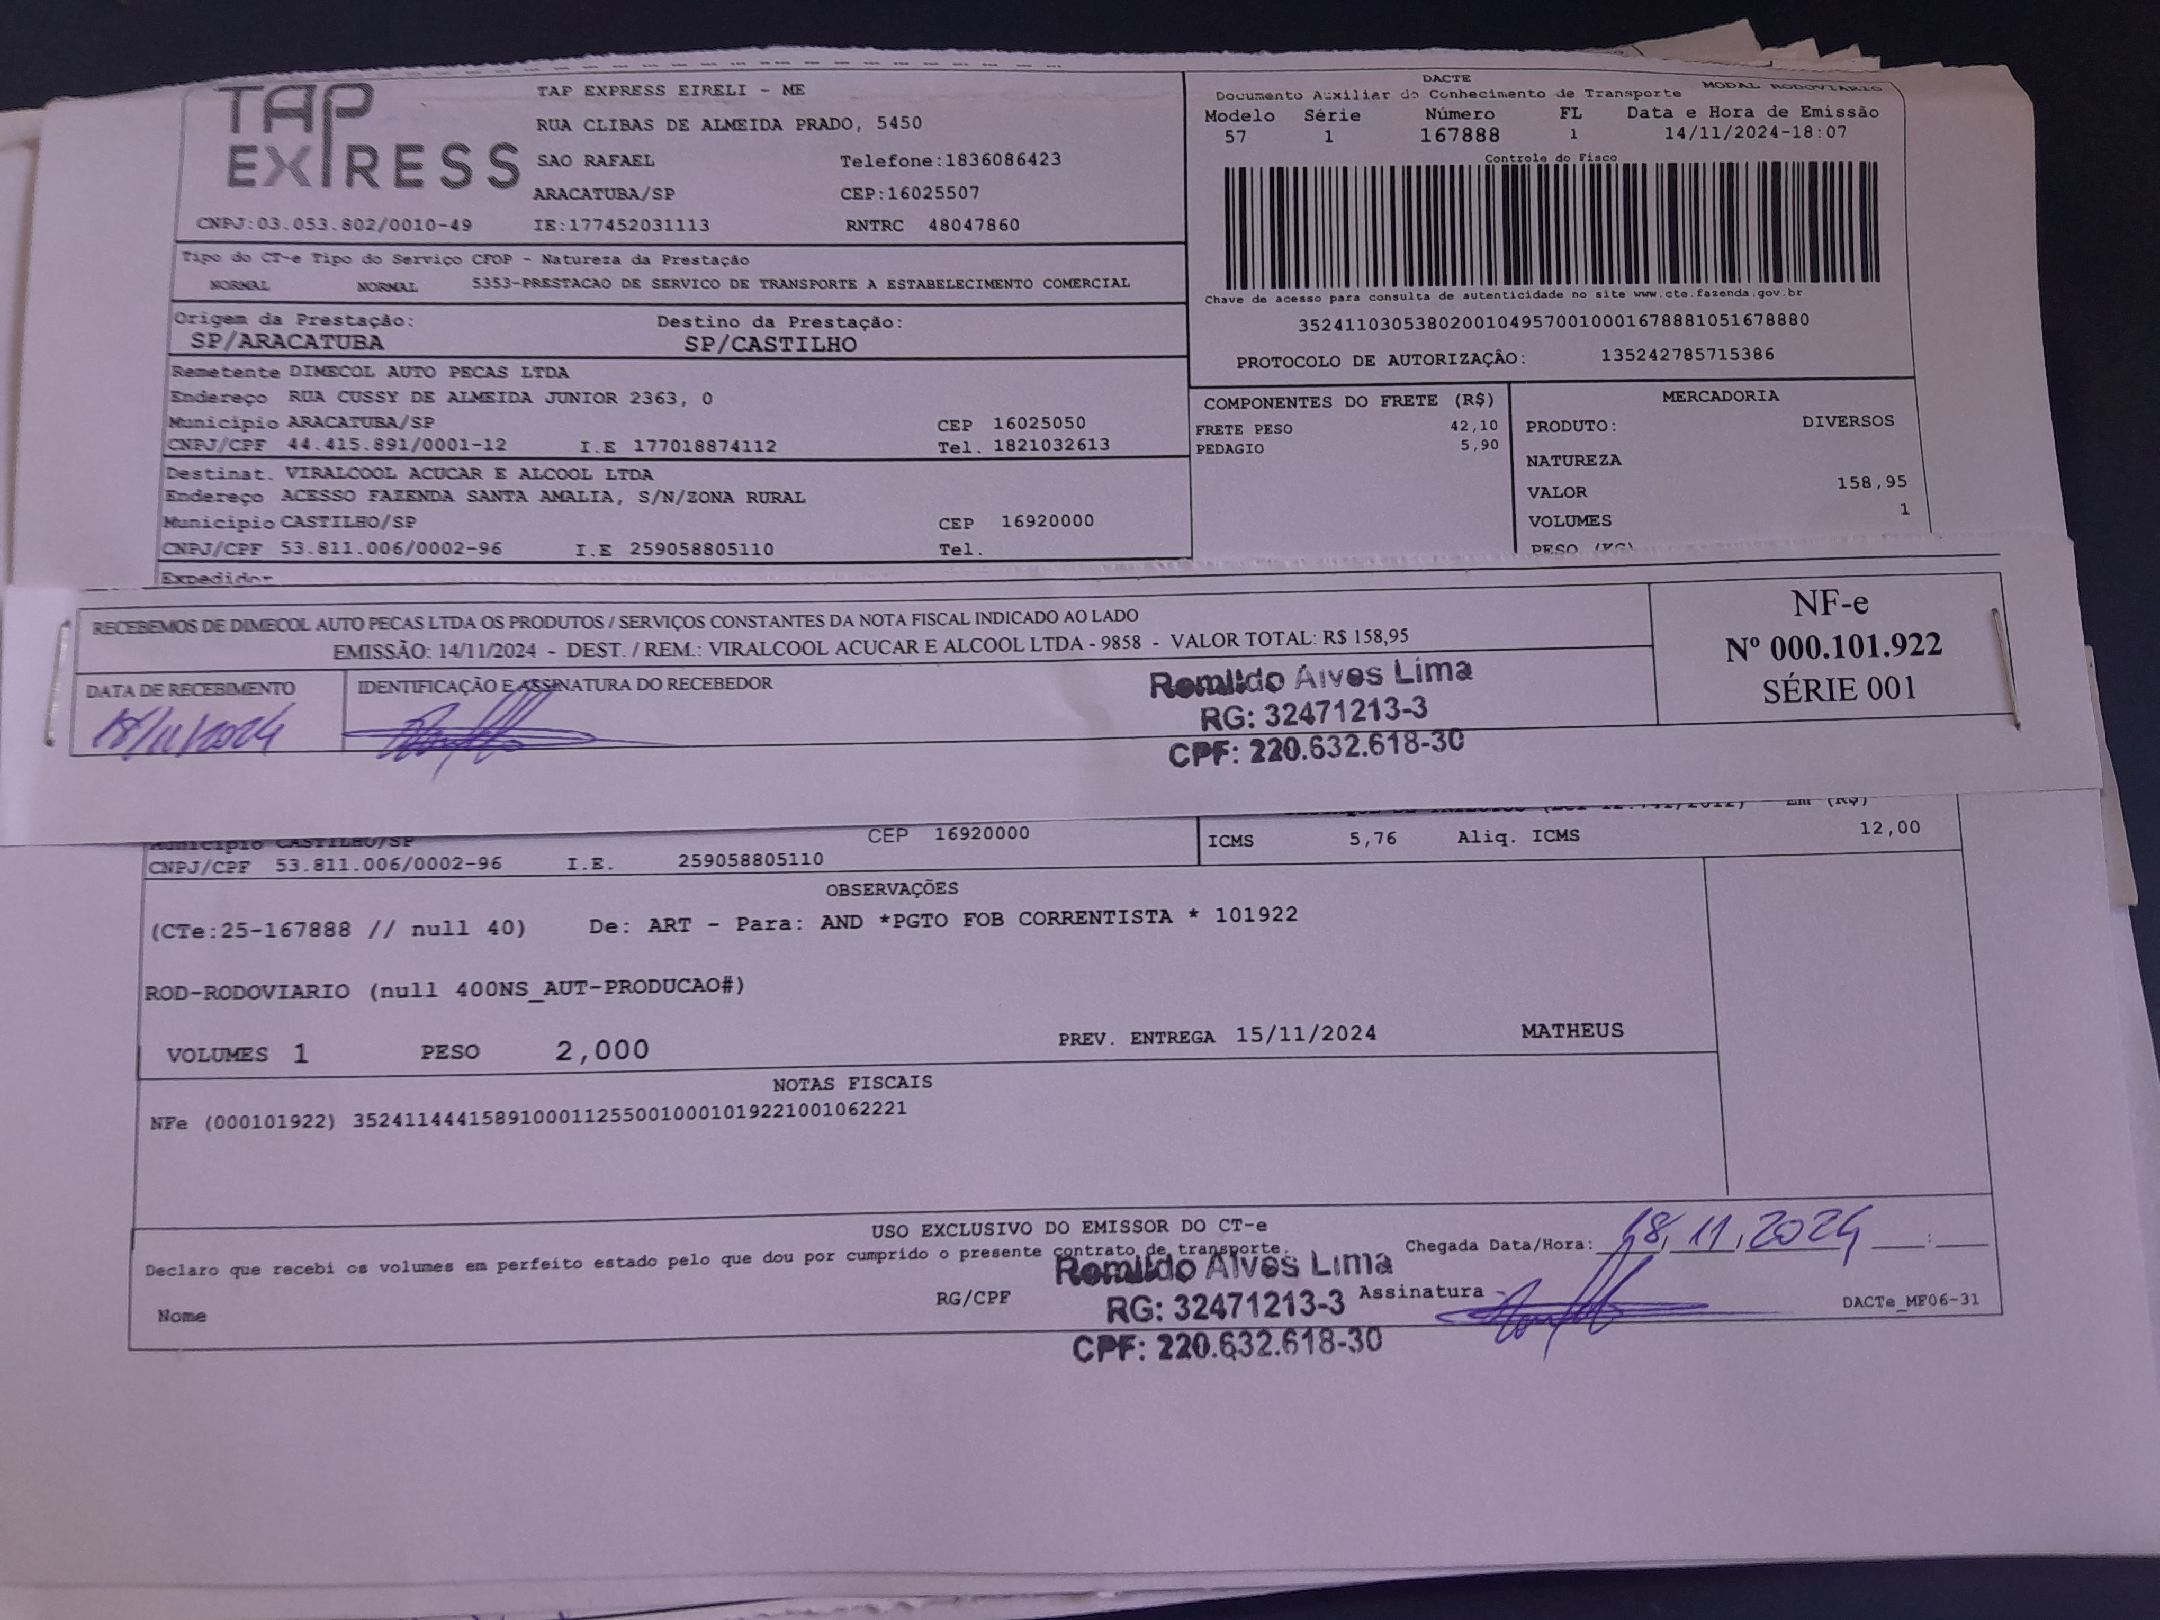 TAP EXPRESS
TAP EXPRESS EIRELI - ME
RUA CLIBAS DE ALMEIDA PRADO, 5450
SAO RAFAEL Telefone:1836086423
ARACATUBA/SP CEP:16025507
CNPJ:03.053.802/0010-49 IE:177452031113 RNTRC 48047860
DACTE
Documento Auxiliar do Conhecimento de Transporte MODAL RODOVIARIO
Modelo Série Número FL Data e Hora de Emissão
57 1 167888 1 14/11/2024-18:07
Controle do Fisco
Chave de acesso para consulta de autenticidade no site www.cte.fazenda.gov.br
35241103053802001049570010001678881051678880
PROTOCOLO DE AUTORIZAÇÃO: 135242785715386
Tipo do CT-e Tipo do Serviço CFOP - Natureza da Prestação
NORMAL NORMAL 5353-PRESTACAO DE SERVICO DE TRANSPORTE A ESTABELECIMENTO COMERCIAL
Origem da Prestação: Destino da Prestação:
SP/ARACATUBA SP/CASTILHO
Remetente DIMECOL AUTO PECAS LTDA
Endereço RUA CUSSY DE ALMEIDA JUNIOR 2363, 0
Municipio ARACATUBA/SP CEP 16025050
CNPJ/CPF 44.415.891/0001-12 I.E 177018874112 Tel. 1821032613
Destinat. VIRALCOOL ACUCAR E ALCOOL LTDA
Endereço ACESSO FAZENDA SANTA AMALIA, S/N/ZONA RURAL
Municipio CASTILHO/SP CEP 16920000
CNPJ/CPF 53.811.006/0002-96 I.E 259058805110 Tel.
Expedidor
COMPONENTES DO FRETE (R$)
FRETE PESO 42,10
PEDAGIO 5,90
MERCADORIA
PRODUTO: DIVERSOS
NATUREZA
VALOR 158,95
VOLUMES 1
PESO (KG)
RECEBEMOS DE DIMECOL AUTO PECAS LTDA OS PRODUTOS / SERVIÇOS CONSTANTES DA NOTA FISCAL INDICADO AO LADO
EMISSÃO: 14/11/2024 - DEST. / REM.: VIRALCOOL ACUCAR E ALCOOL LTDA - 9858 - VALOR TOTAL: R$ 158,95
DATA DE RECEBIMENTO IDENTIFICAÇÃO E ASSINATURA DO RECEBEDOR
18/11/2024
Romildo Alves Lima
RG: 32471213-3
CPF: 220.632.618-30
NF-e
Nº 000.101.922
SÉRIE 001
Municipio CASTILHO/SP CEP 16920000
CNPJ/CPF 53.811.006/0002-96 I.E. 259058805110
ICMS 5,76 Aliq. ICMS 12,00
OBSERVAÇÕES
(CTe:25-167888 // null 40) De: ART - Para: AND *PGTO FOB CORRENTISTA * 101922
ROD-RODOVIARIO (null 400NS_AUT-PRODUCAO#)
VOLUMES 1 PESO 2,000 PREV. ENTREGA 15/11/2024 MATHEUS
NOTAS FISCAIS
NFe (000101922) 35241144415891000112550010001019221001062221
USO EXCLUSIVO DO EMISSOR DO CT-e
Declaro que recebi os volumes em perfeito estado pelo que dou por cumprido o presente contrato de transporte. Chegada Data/Hora: 18,11,2024 :
Nome RG/CPF Assinatura
Romildo Alves Lima
RG: 32471213-3
CPF: 220.632.618-30
DACTe_MF06-31